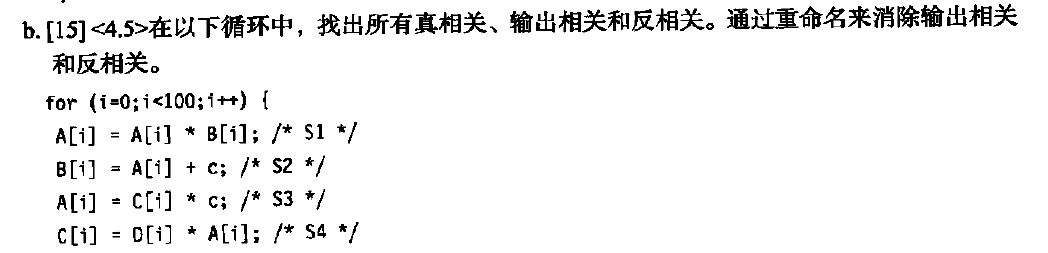 b. [15] <4.5>在以下循环中，找出所有真相关、输出相关和反相关。通过重命名来消除输出相关
和反相关。
for (i=0;i<100;i++) {
A[i] = A[i] * B[i]; /* S1 */
B[i] = A[i] + c; /* S2 */
A[i] = C[i] * c; /* S3 */
C[i] = D[i] * A[i]; /* S4 */